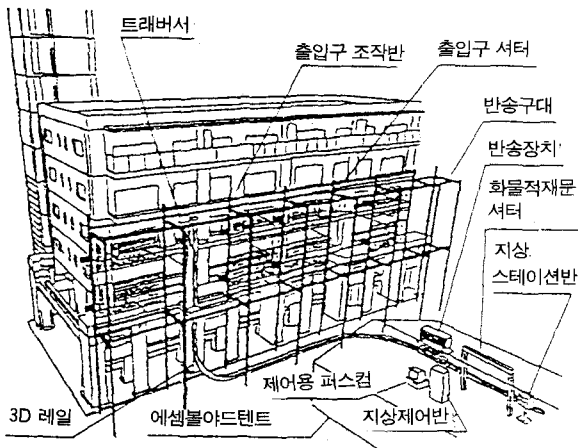 트래버서
출입구 조작반
출입구 셔터
반송구대
반송장치
화물적재문
셔터
지상
스테이션반
제어용 퍼스컴
3D 레일
에셈볼야드텐트
지상제어반